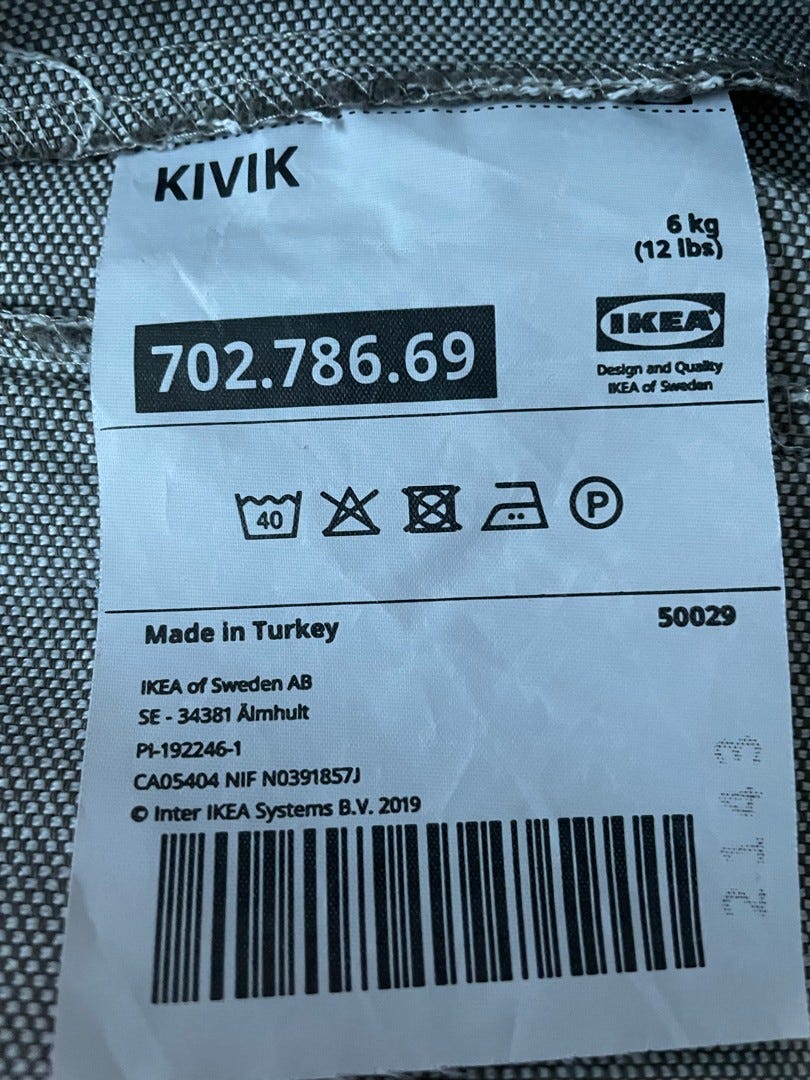 KIVIK
6 kg
(12 lbs)
702.786.69
IKEA
Design and Quality
IKEA of Sweden
40
P
Made in Turkey
50029
IKEA of Sweden AB
SE - 34381 Älmhult
PI-192246-1
CA05404 NIF N0391857J
© Inter IKEA Systems B.V. 2019
2143